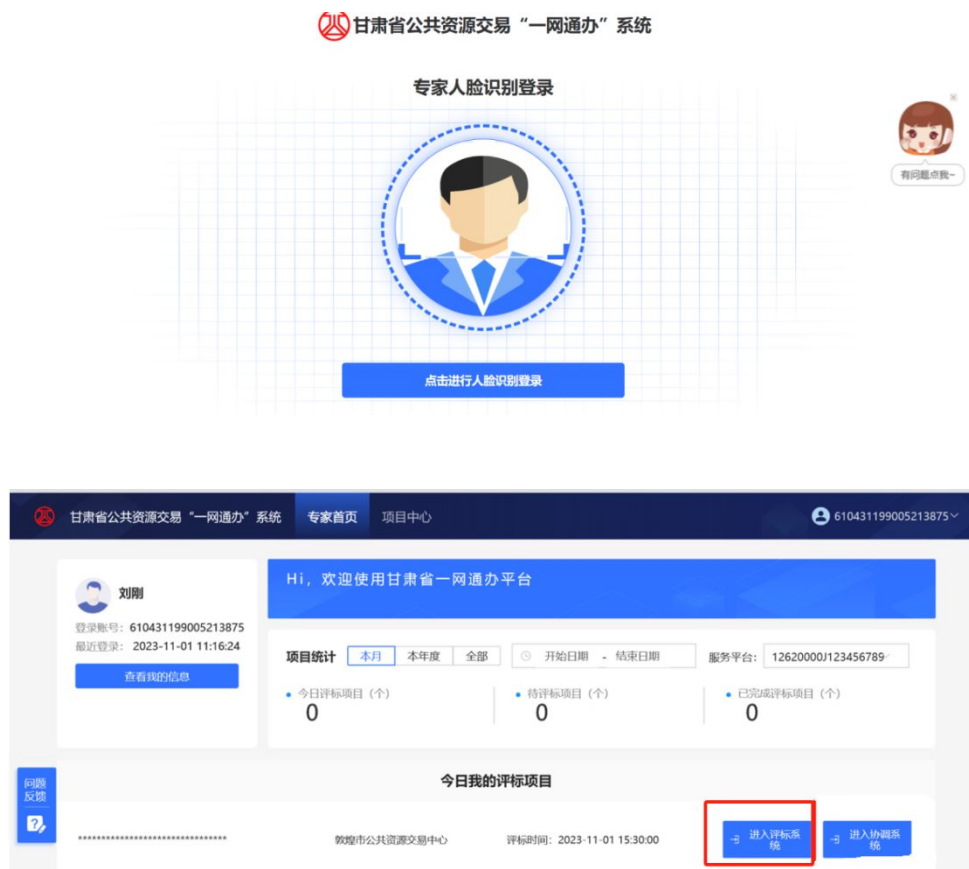 甘肃省公共资源交易“一网通办”系统
专家人脸识别登录
有问题点我~
点击进行人脸识别登录
甘肃省公共资源交易“一网通办”系统 专家首页 项目中心 610431199005213875
刘刚
登录账号：610431199005213875
最近登录：2023-11-01 11:16:24
查看我的信息
Hi，欢迎使用甘肃省一网通办平台
项目统计 本月 本年度 全部 开始日期 - 结束日期 服务平台：12620000J123456789
今日评标项目（个） 待评标项目（个） 已完成评标项目（个）
0 0 0
问题
反馈
今日我的评标项目
******************************** 敦煌市公共资源交易中心 评标时间：2023-11-01 15:30:00
进入评标系
统
进入协调系
统